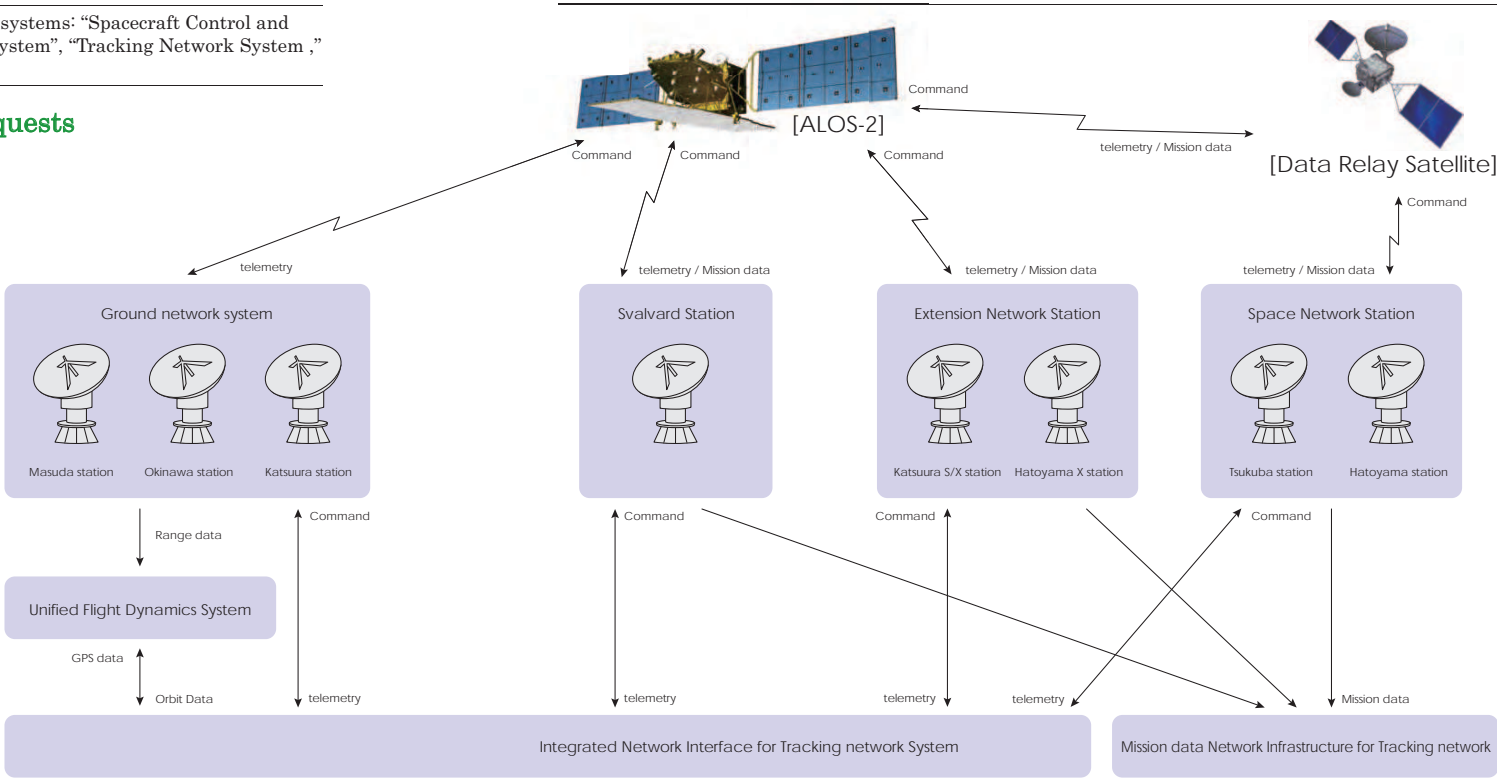 systems: “Spacecraft Control and
ystem”, “Tracking Network System ,”
quests
Command
[ALOS-2]
Command
Command
Command
telemetry / Mission data
[Data Relay Satellite]
Command
telemetry
telemetry / Mission data
telemetry / Mission data
telemetry / Mission data
Ground network system
Svalvard Station
Extension Network Station
Space Network Station
Masuda station
Okinawa station
Katsuura station
Katsuura S/X station
Hatoyama X station
Tsukuba station
Hatoyama station
Command
Command
Command
Command
Range data
Unified Flight Dynamics System
GPS data
Orbit Data
telemetry
telemetry
telemetry
telemetry
Mission data
Integrated Network Interface for Tracking network System
Mission data Network Infrastructure for Tracking network